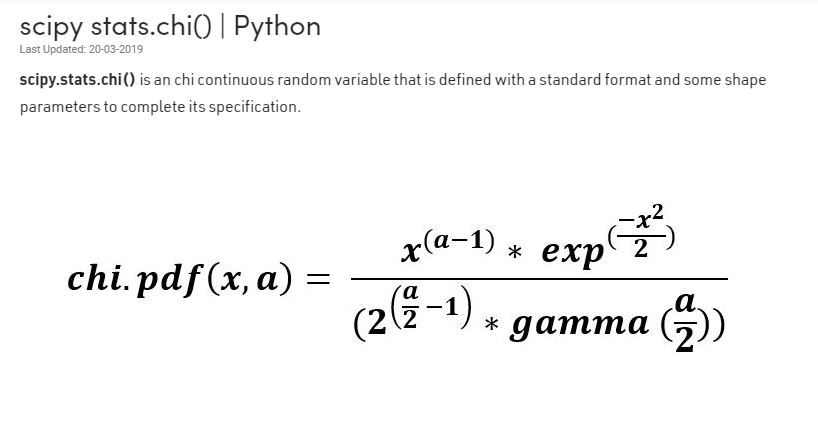 scipy stats.chi() | Python
Last Updated: 20-03-2019
scipy.stats.chi() is an chi continuous random variable that is defined with a standard format and some shape
parameters to complete its specification.
chi.pdf(x, a) = \frac{x^{(a-1)} * exp^{(\frac{-x^2}{2})}}{(2^{(\frac{a}{2}-1)} * gamma (\frac{a}{2}))}